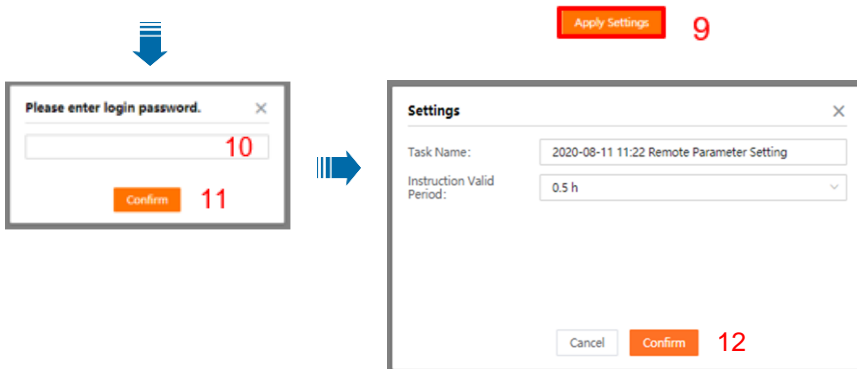 Apply Settings
9
Please enter login password.
10
Confirm
11
Settings
Task Name:
2020-08-11 11:22 Remote Parameter Setting
Instruction Valid
Period:
0.5 h
Cancel
Confirm
12